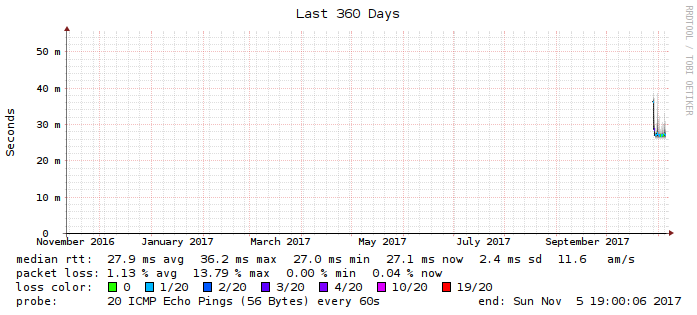 Last 360 Days
RRDTOOL / TOBI OETIKER
Seconds
50 m
40 m
30 m
20 m
10 m
0
November 2016 January 2017 March 2017 May 2017 July 2017 September 2017
median rtt: 27.9 ms avg 36.2 ms max 27.0 ms min 27.1 ms now 2.4 ms sd 11.6 am/s
packet loss: 1.13 % avg 13.79 % max 0.00 % min 0.04 % now
loss color: 0 1/20 2/20 3/20 4/20 10/20 19/20
probe: 20 ICMP Echo Pings (56 Bytes) every 60s end: Sun Nov 5 19:00:06 2017